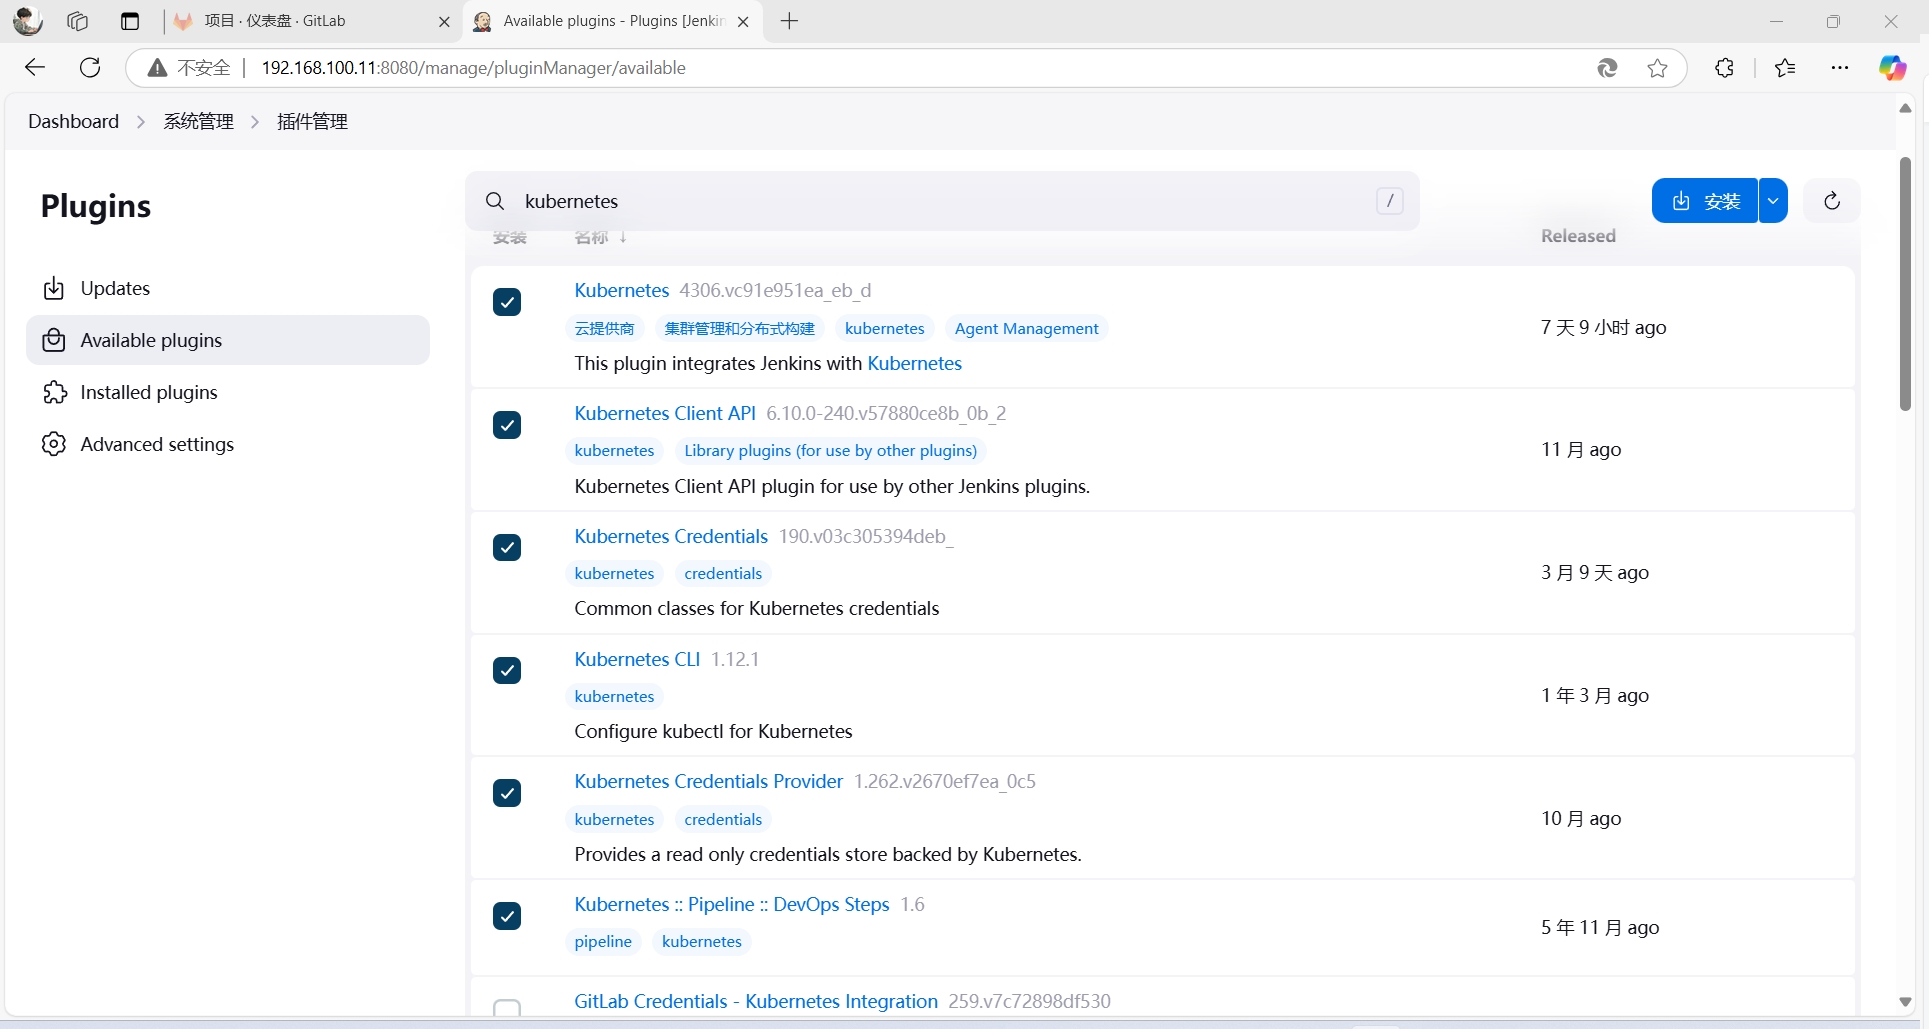 项目 · 仪表盘 · GitLab
Available plugins - Plugins [Jenkin
不安全
192.168.100.11:8080/manage/pluginManager/available
Dashboard 系统管理 插件管理
Plugins
Updates
Available plugins
Installed plugins
Advanced settings
kubernetes /
安装
安装 名称 ↓ Released
Kubernetes 4306.vc91e951ea_eb_d
云提供商 集群管理和分布式构建 kubernetes Agent Management
This plugin integrates Jenkins with Kubernetes
7 天 9 小时 ago
Kubernetes Client API 6.10.0-240.v57880ce8b_0b_2
kubernetes Library plugins (for use by other plugins)
Kubernetes Client API plugin for use by other Jenkins plugins.
11 月 ago
Kubernetes Credentials 190.v03c305394deb_
kubernetes credentials
Common classes for Kubernetes credentials
3 月 9 天 ago
Kubernetes CLI 1.12.1
kubernetes
Configure kubectl for Kubernetes
1 年 3 月 ago
Kubernetes Credentials Provider 1.262.v2670ef7ea_0c5
kubernetes credentials
Provides a read only credentials store backed by Kubernetes.
10 月 ago
Kubernetes :: Pipeline :: DevOps Steps 1.6
pipeline kubernetes
5 年 11 月 ago
GitLab Credentials - Kubernetes Integration 259.v7c72898df530